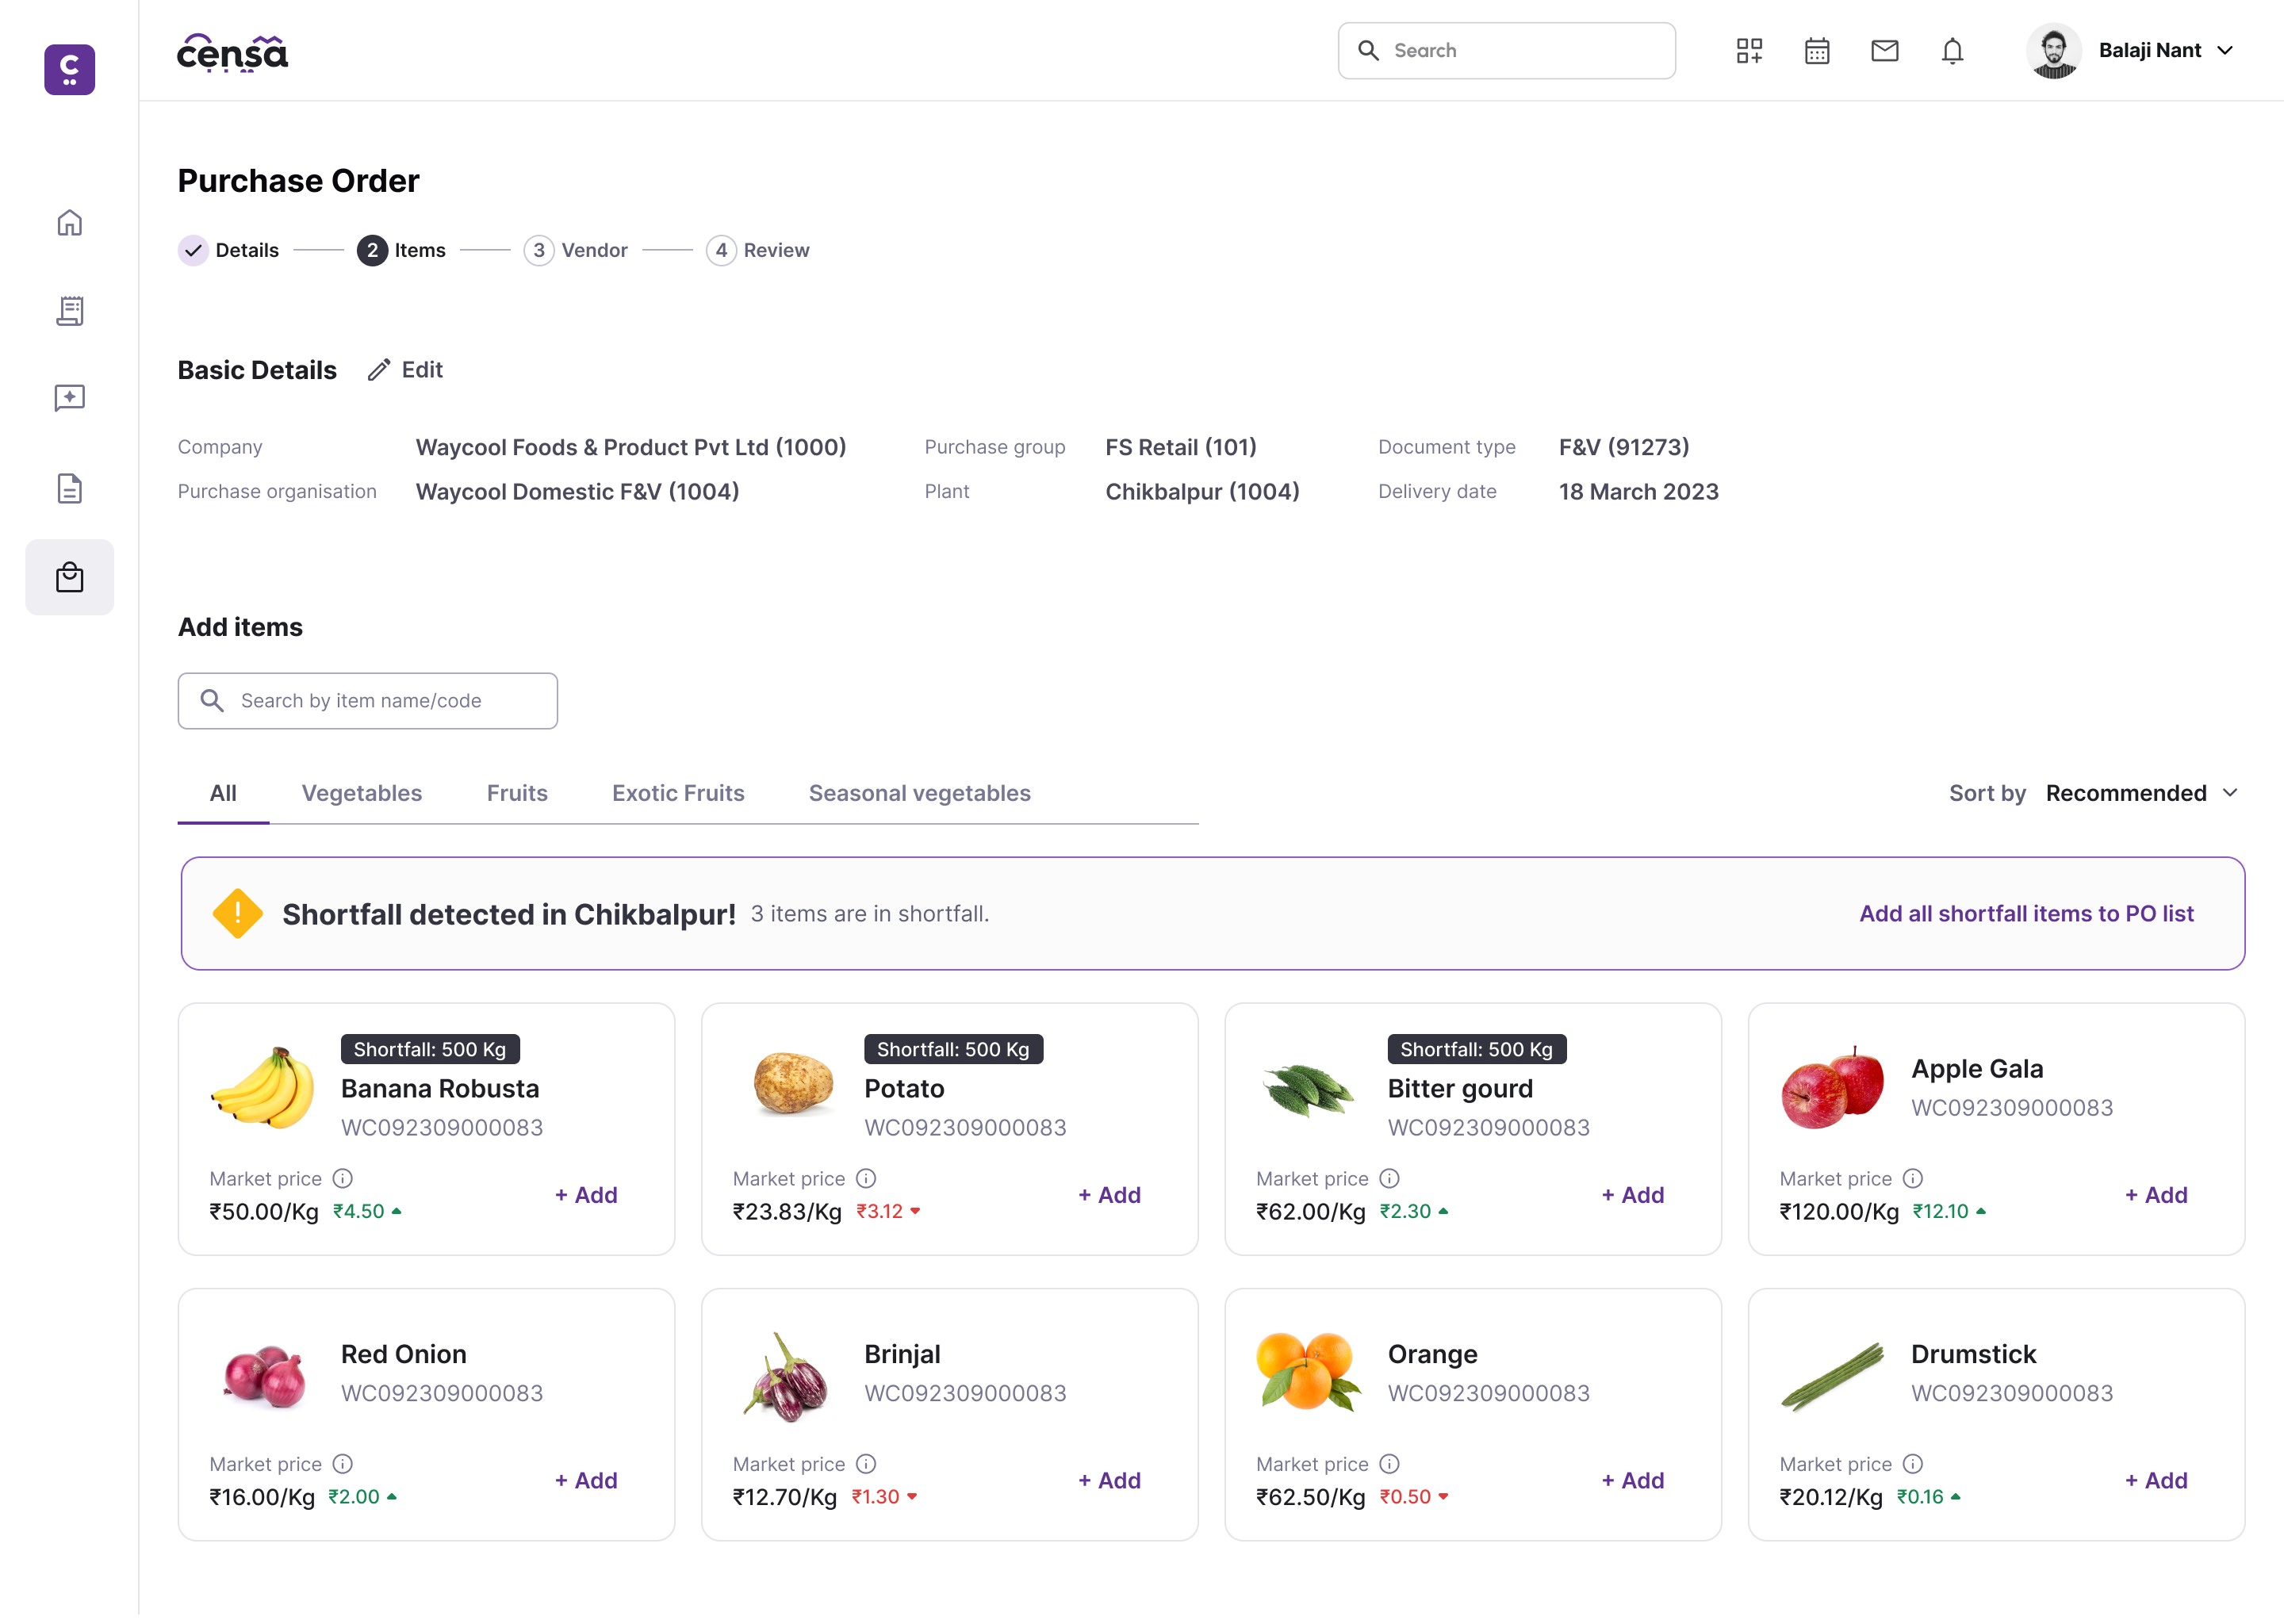 c
censa
Search
Balaji Nant
Purchase Order
Details
2 Items
3 Vendor
4 Review
Basic Details
Edit
Company
Waycool Foods & Product Pvt Ltd (1000)
Purchase group
FS Retail (101)
Document type
F&V (91273)
Purchase organisation
Waycool Domestic F&V (1004)
Plant
Chikbalpur (1004)
Delivery date
18 March 2023
Add items
Search by item name/code
All
Vegetables
Fruits
Exotic Fruits
Seasonal vegetables
Sort by
Recommended
Shortfall detected in Chikbalpur!
3 items are in shortfall.
Add all shortfall items to PO list
Shortfall: 500 Kg
Banana Robusta
WC092309000083
Market price
₹50.00/Kg ₹4.50
+ Add
Shortfall: 500 Kg
Potato
WC092309000083
Market price
₹23.83/Kg ₹3.12
+ Add
Shortfall: 500 Kg
Bitter gourd
WC092309000083
Market price
₹62.00/Kg ₹2.30
+ Add
Apple Gala
WC092309000083
Market price
₹120.00/Kg ₹12.10
+ Add
Red Onion
WC092309000083
Market price
₹16.00/Kg ₹2.00
+ Add
Brinjal
WC092309000083
Market price
₹12.70/Kg ₹1.30
+ Add
Orange
WC092309000083
Market price
₹62.50/Kg ₹0.50
+ Add
Drumstick
WC092309000083
Market price
₹20.12/Kg ₹0.16
+ Add